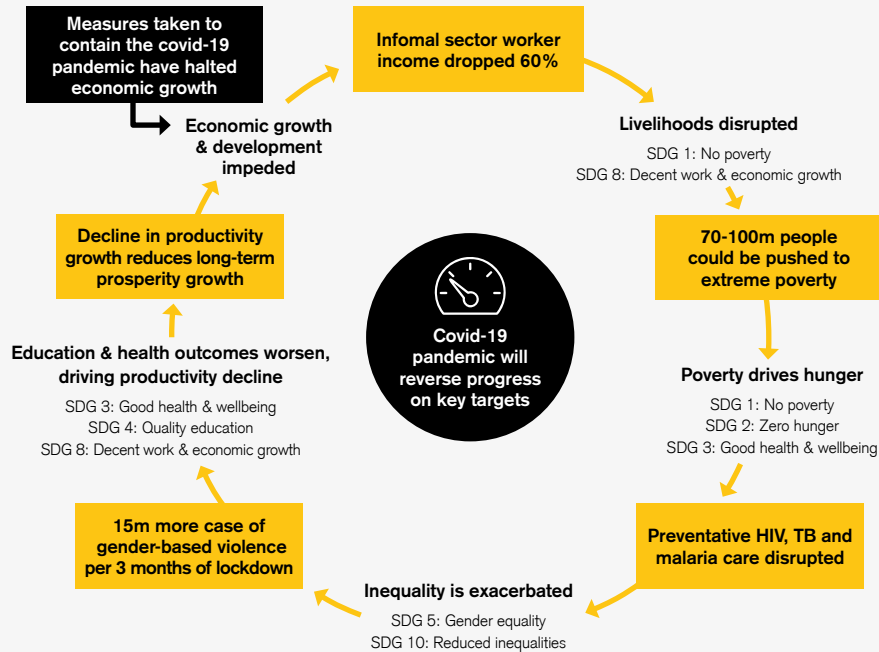 Measures taken to
contain the covid-19
pandemic have halted
economic growth
Economic growth
& development
impeded
Infomal sector worker
income dropped 60%
Livelihoods disrupted
SDG 1: No poverty
SDG 8: Decent work & economic growth
70-100m people
could be pushed to
extreme poverty
Poverty drives hunger
SDG 1: No poverty
SDG 2: Zero hunger
SDG 3: Good health & wellbeing
Preventative HIV, TB and
malaria care disrupted
Inequality is exacerbated
SDG 5: Gender equality
SDG 10: Reduced inequalities
15m more case of
gender-based violence
per 3 months of lockdown
Education & health outcomes worsen,
driving productivity decline
SDG 3: Good health & wellbeing
SDG 4: Quality education
SDG 8: Decent work & economic growth
Decline in productivity
growth reduces long-term
prosperity growth
Covid-19
pandemic will
reverse progress
on key targets